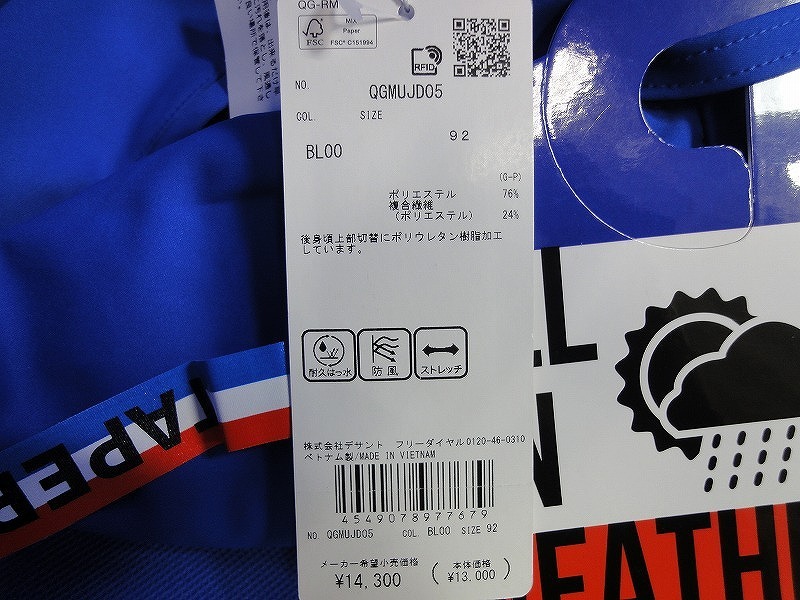 QG-RM
FSC
MIX
Paper
FSC® C151994
RFID
NO. QGMUJD05
COL. SIZE
92
BL00
(G-P)
ポリエステル 76%
複合繊維
(ポリエステル) 24%
後身頃上部切替にポリウレタン樹脂加工
しています。
耐久はっ水
防風
ストレッチ
株式会社デサント フリーダイヤル0120-46-0310
ベトナム製/MADE IN VIETNAM
4549078977679
NO. QGMUJD05 COL. BL00 SIZE 92
メーカー希望小売価格
¥14,300
(本体価格
¥13,000)
TAPER
EATH